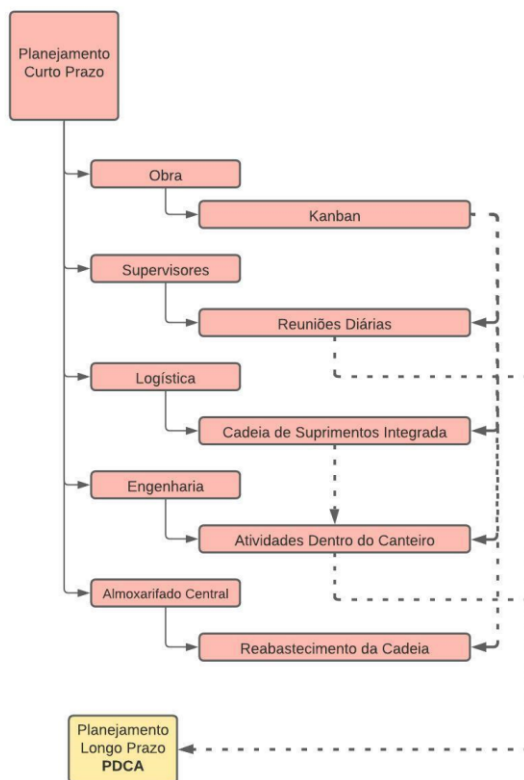 Planejamento
Curto Prazo
Obra
Kanban
Supervisores
Reuniões Diárias
Logística
Cadeia de Suprimentos Integrada
Engenharia
Atividades Dentro do Canteiro
Almoxarifado Central
Reabastecimento da Cadeia
Planejamento
Longo Prazo
PDCA